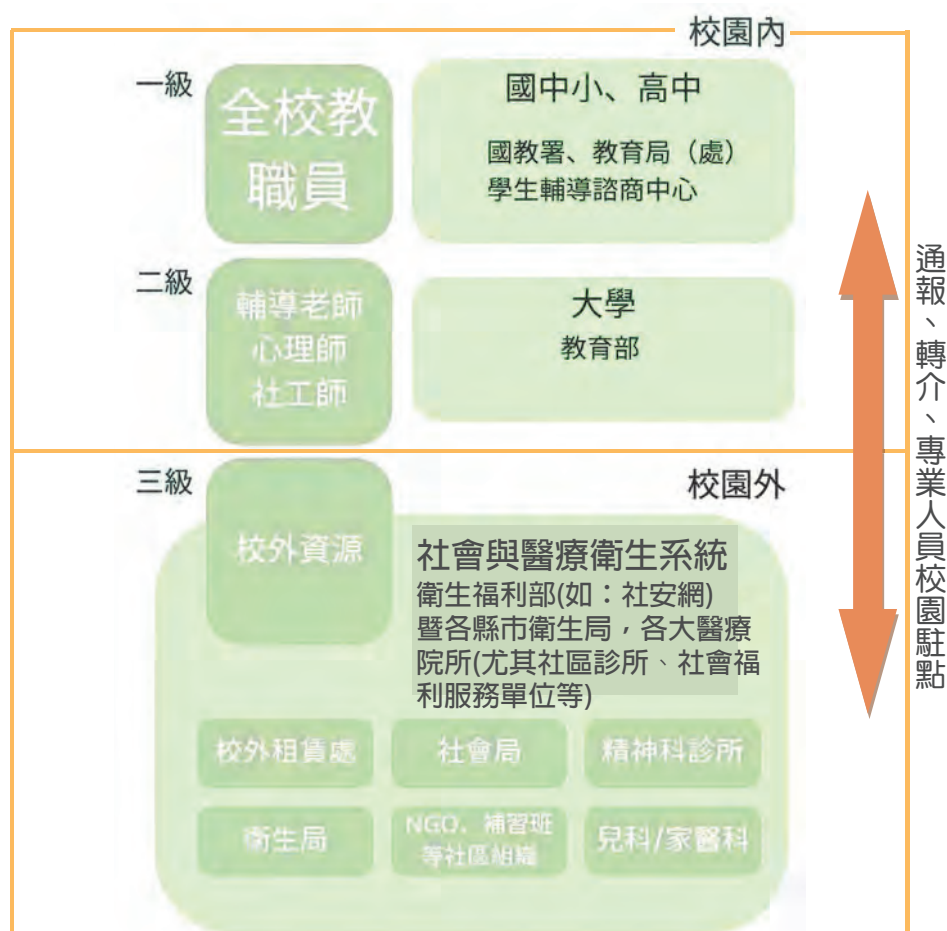 校園內
一級
全校教
職員
國中小、高中
國教署、教育局（處）
學生輔導諮商中心
二級
輔導老師
心理師
社工師
大學
教育部
通報、轉介、專業人員校園駐點
三級
校園外
校外資源
社會與醫療衛生系統
衛生福利部(如：社安網)
暨各縣市衛生局，各大醫療
院所(尤其社區診所、社會福
利服務單位等)
校外租賃處
社會局
精神科診所
衛生局
NGO、補習班
等社區組織
兒科/家醫科